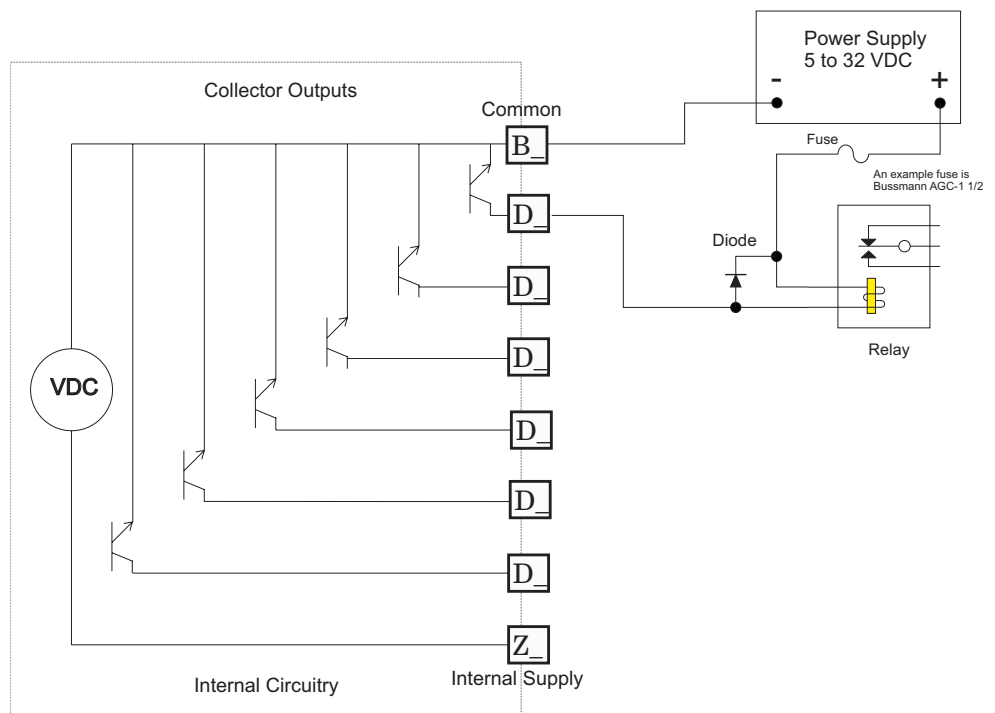 Power Supply
5 to 32 VDC
- +
Collector Outputs
Common
B_
Fuse
An example fuse is
Bussmann AGC-1 1/2
D_
Diode
D_
D_
Relay
VDC
D_
D_
D_
Z_
Internal Circuitry
Internal Supply